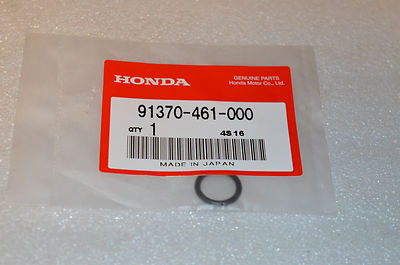 HONDA
GENUINE PARTS
Honda Motor Co., Ltd.
91370-461-000
QTY 1 4S16
MADE IN JAPAN